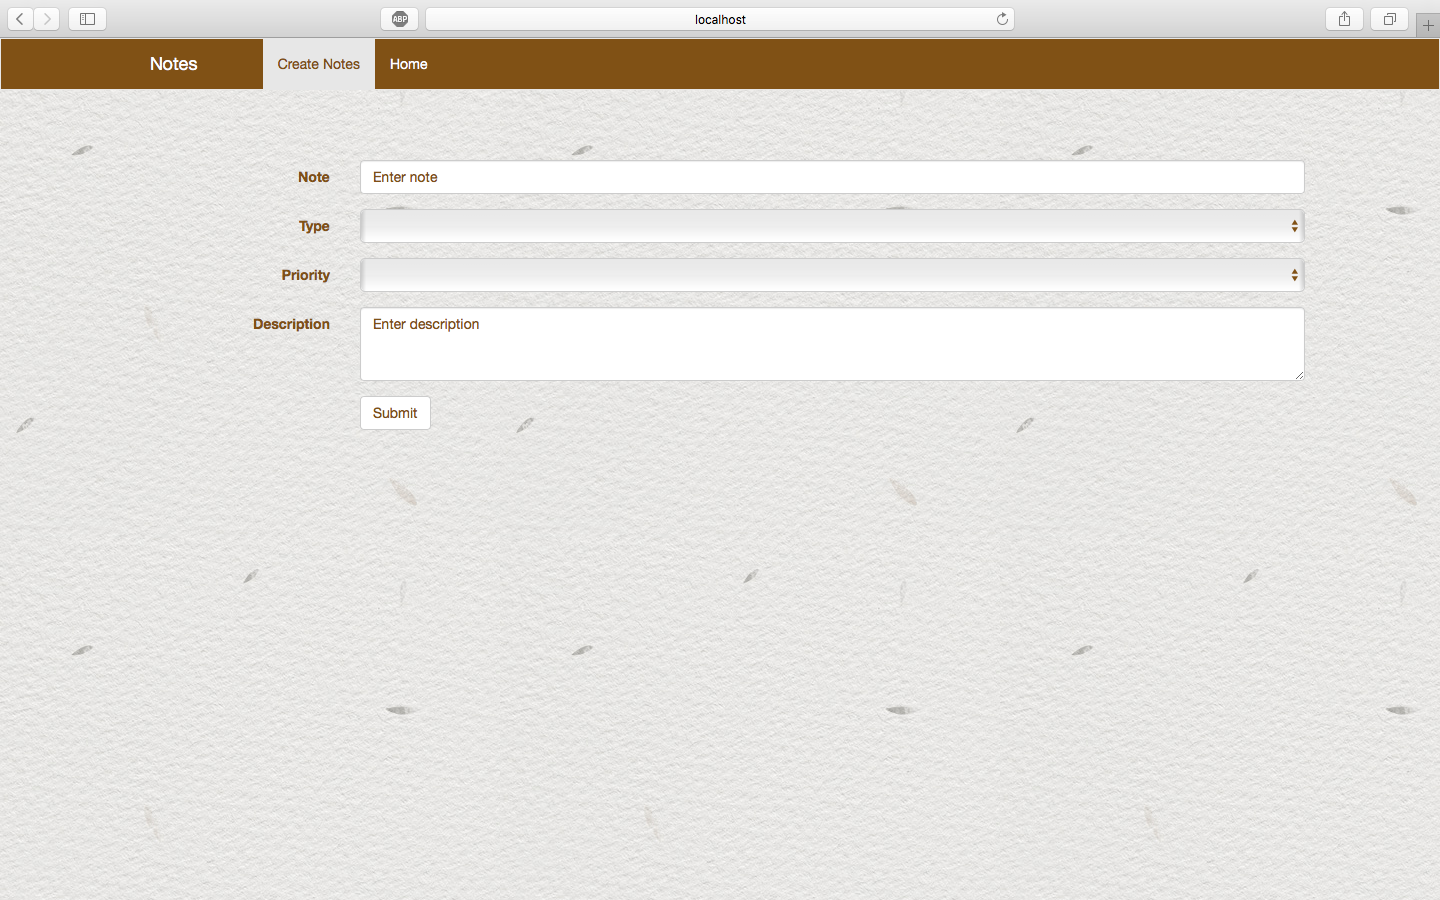 ABP
localhost
Notes
Create Notes
Home
Note
Enter note
Type
Priority
Description
Enter description
Submit